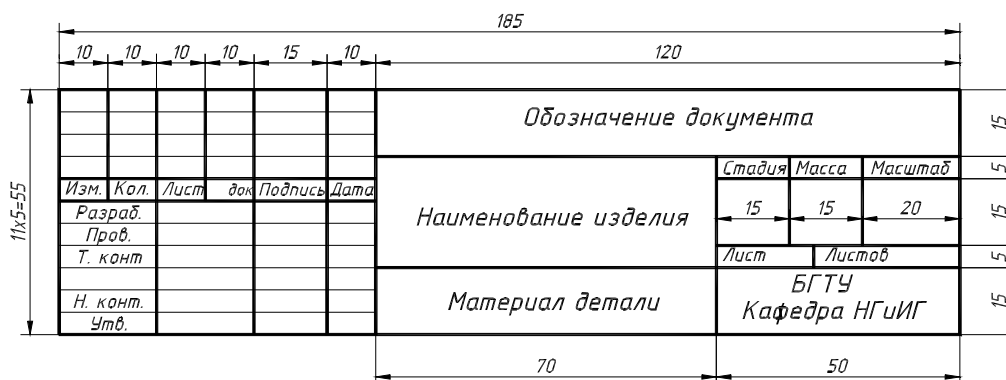 185
10 10 10 10 15 10 120
Обозначение документа
15
Стадия Масса Масштаб
5
11х5=55
Изм. Кол. Лист док Подпись Дата
Разраб.
Наименование изделия
15 15 20
15
Пров.
Т. конт
Лист Листов
5
Материал детали
БГТУ
Кафедра НГиИГ
15
Н. конт.
Утв.
70 50